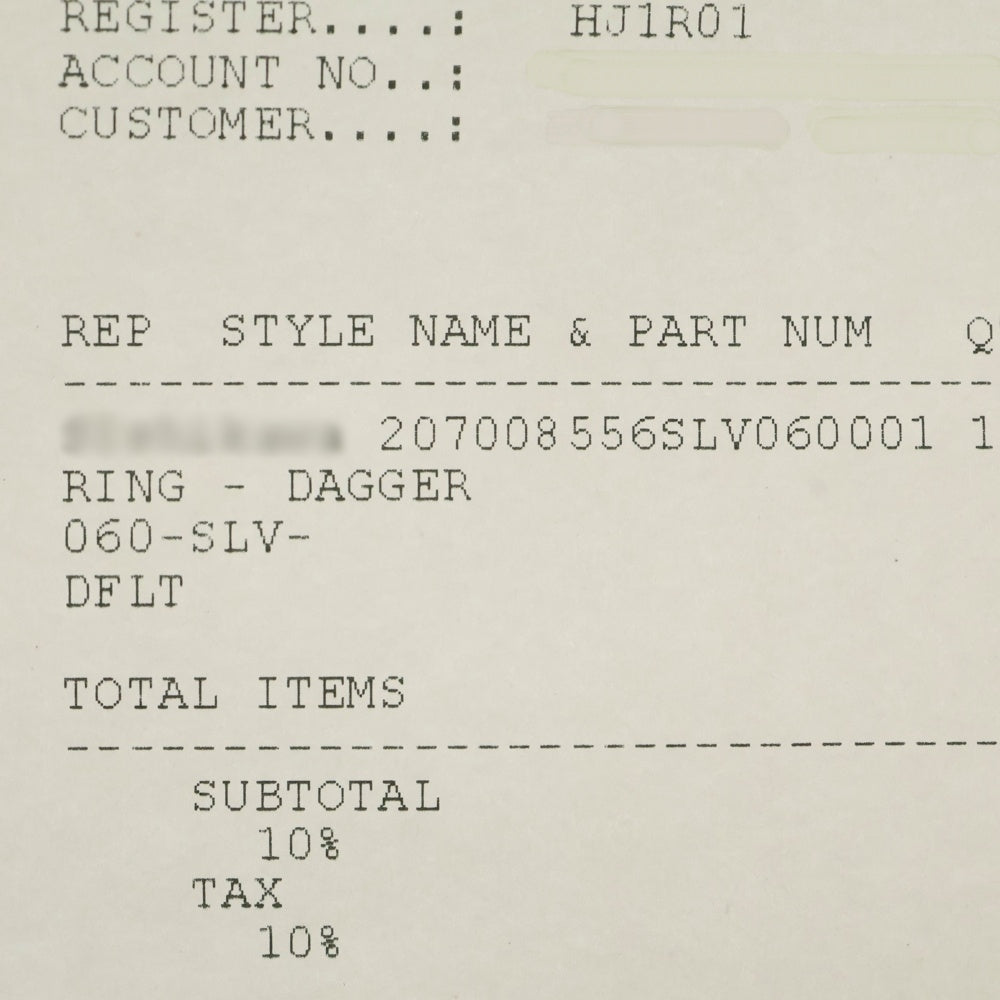 REGISTER....: HJ1R01
ACCOUNT NO..:
CUSTOMER....:
REP STYLE NAME & PART NUM Q
--------------------------------
207008556SLV060001 1
RING - DAGGER
060-SLV-
DFLT
TOTAL ITEMS
--------------------------------
SUBTOTAL
10%
TAX
10%